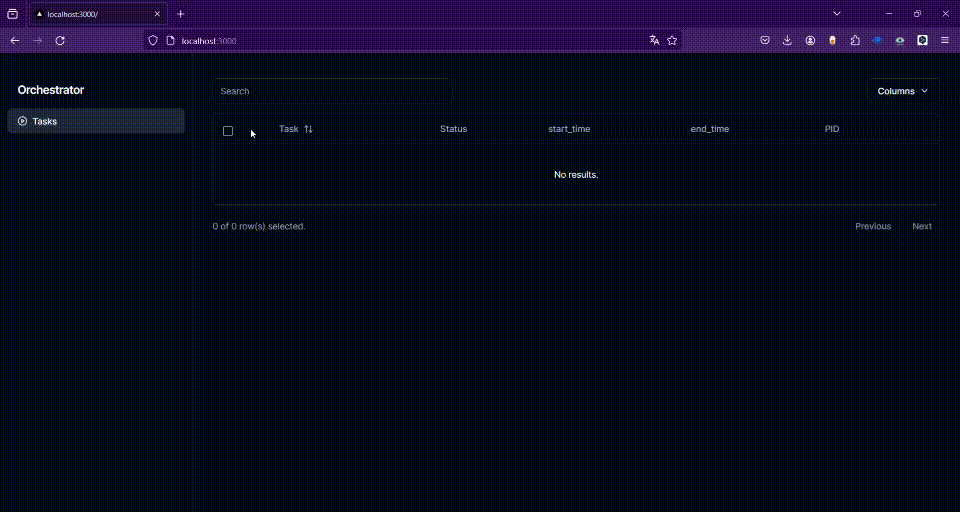 localhost:3000/
localhost:3000
Orchestrator
Tasks
Search
Columns
Task
Status
start_time
end_time
PID
No results.
0 of 0 row(s) selected.
Previous
Next